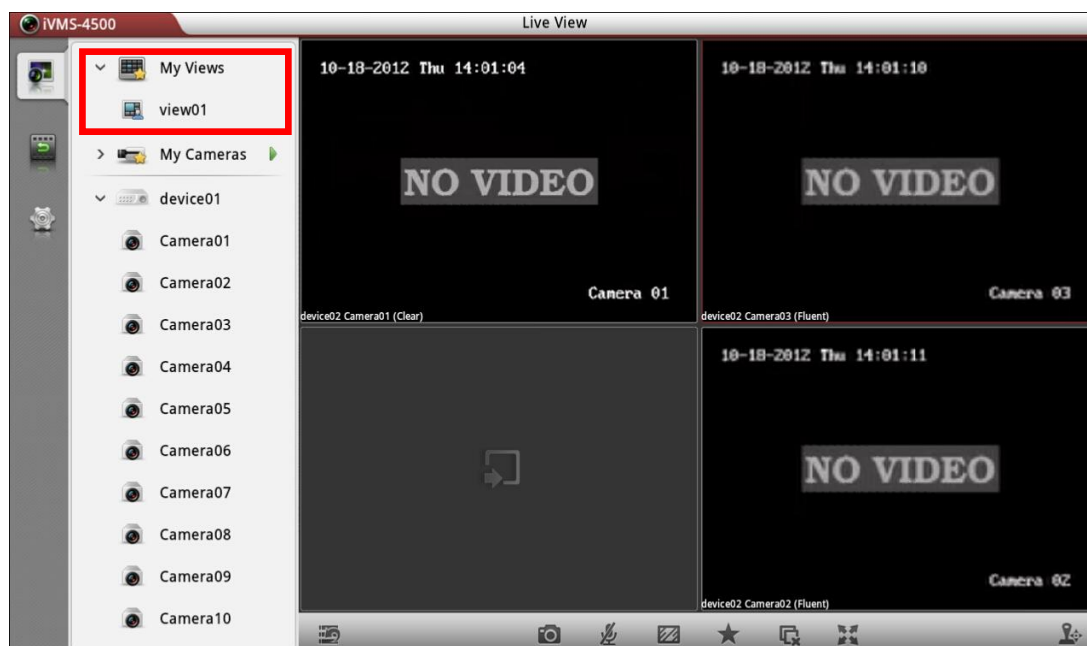 iVMS-4500
Live View
My Views
view01
My Cameras
device01
Camera01
Camera02
Camera03
Camera04
Camera05
Camera06
Camera07
Camera08
Camera09
Camera10
10-18-2012 Thu 14:01:04
NO VIDEO
Camera 01
device02 Camera01 (Clear)
10-18-2012 Thu 14:01:10
NO VIDEO
Camera 03
device02 Camera03 (Fluent)
10-18-2012 Thu 14:01:11
NO VIDEO
Camera 02
device02 Camera02 (Fluent)